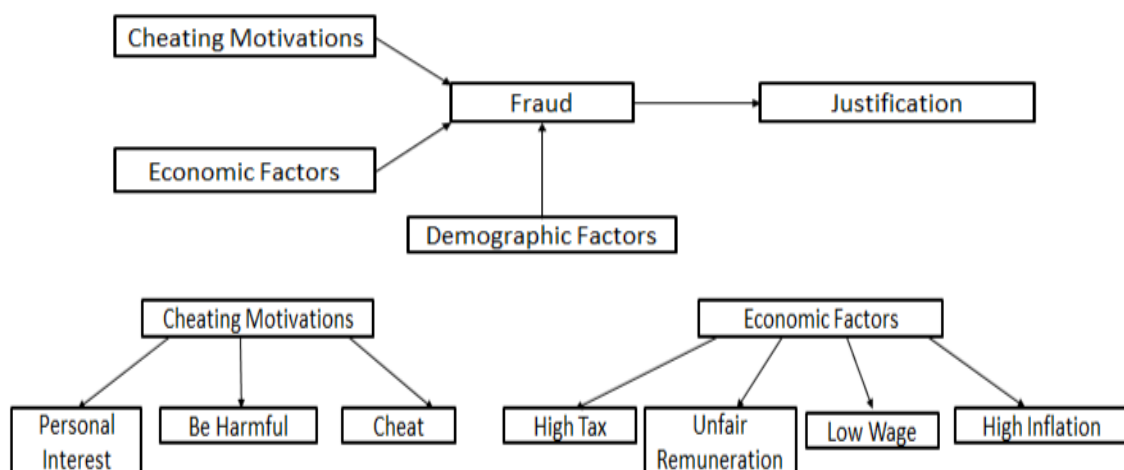 Cheating Motivations
Fraud
Justification
Economic Factors
Demographic Factors
Cheating Motivations
Economic Factors
Personal
Interest
Be Harmful
Cheat
High Tax
Unfair
Remuneration
Low Wage
High Inflation